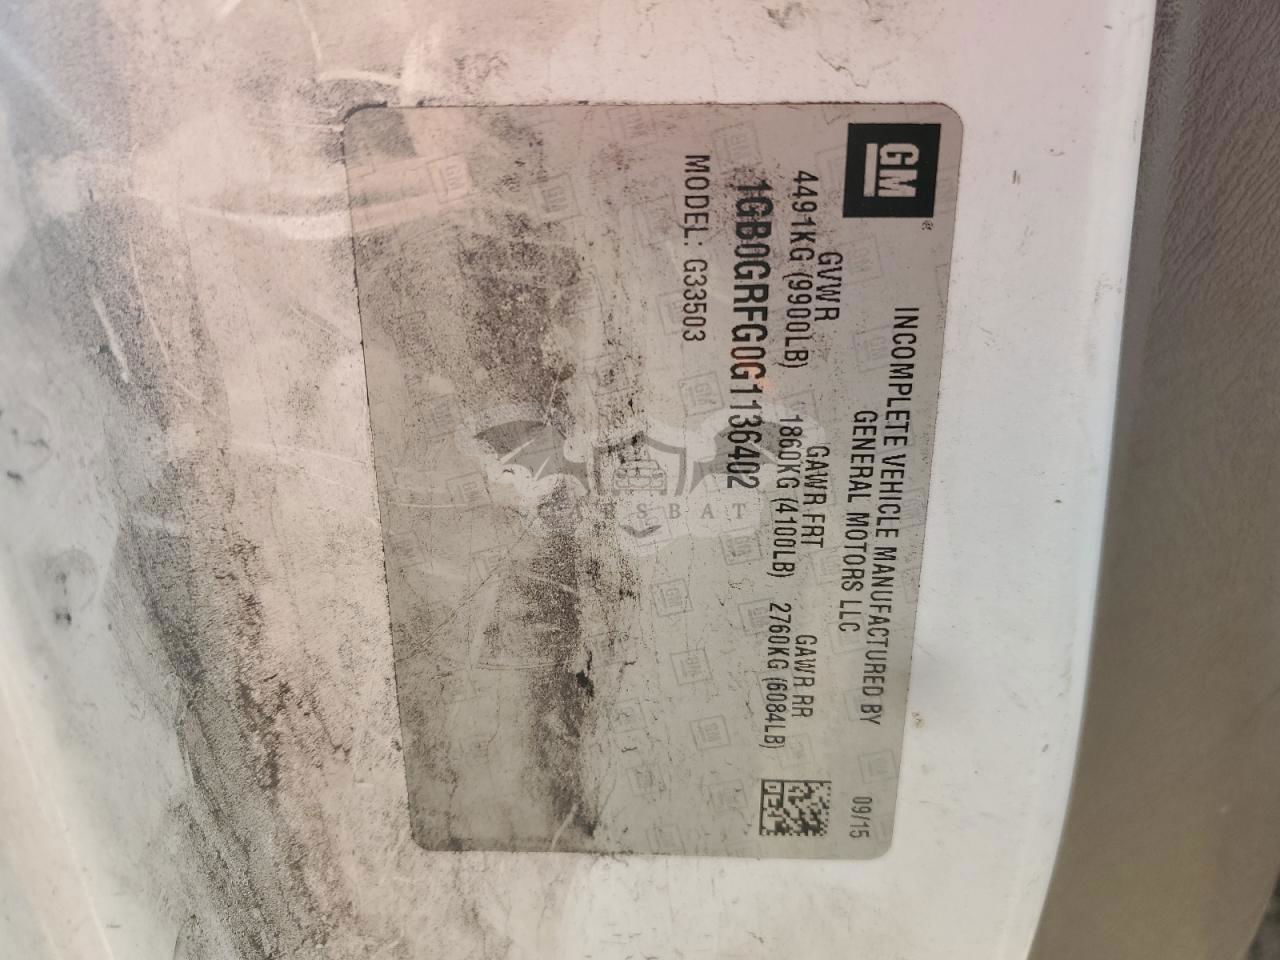 GM
INCOMPLETE VEHICLE MANUFACTURED BY
GENERAL MOTORS LLC
09/15
GVWR GAWR FRT GAWR RR
4491KG (9900LB) 1860KG (4100LB) 2760KG (6084LB)
1GB0GRFG0G1136402
MODEL: G33503
CARSBAT